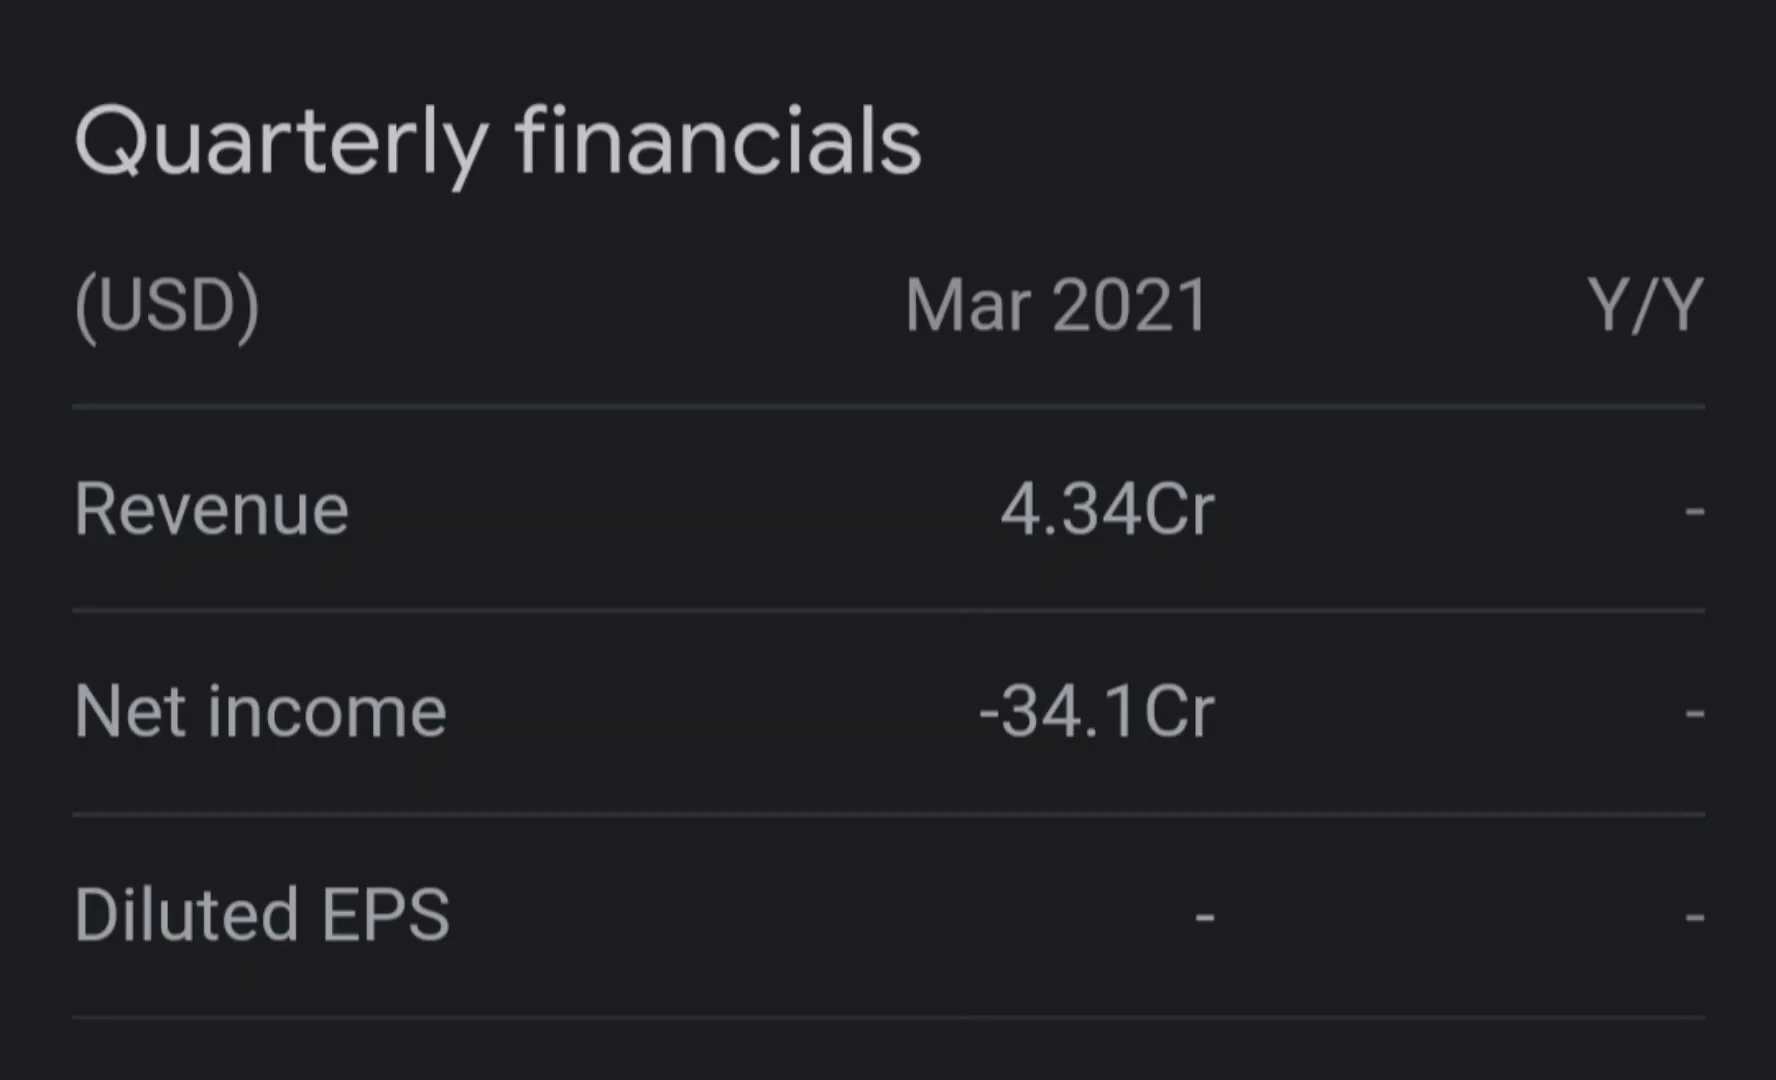 Quarterly financials
(USD) Mar 2021 Y/Y
Revenue 4.34Cr -
Net income -34.1Cr -
Diluted EPS - -